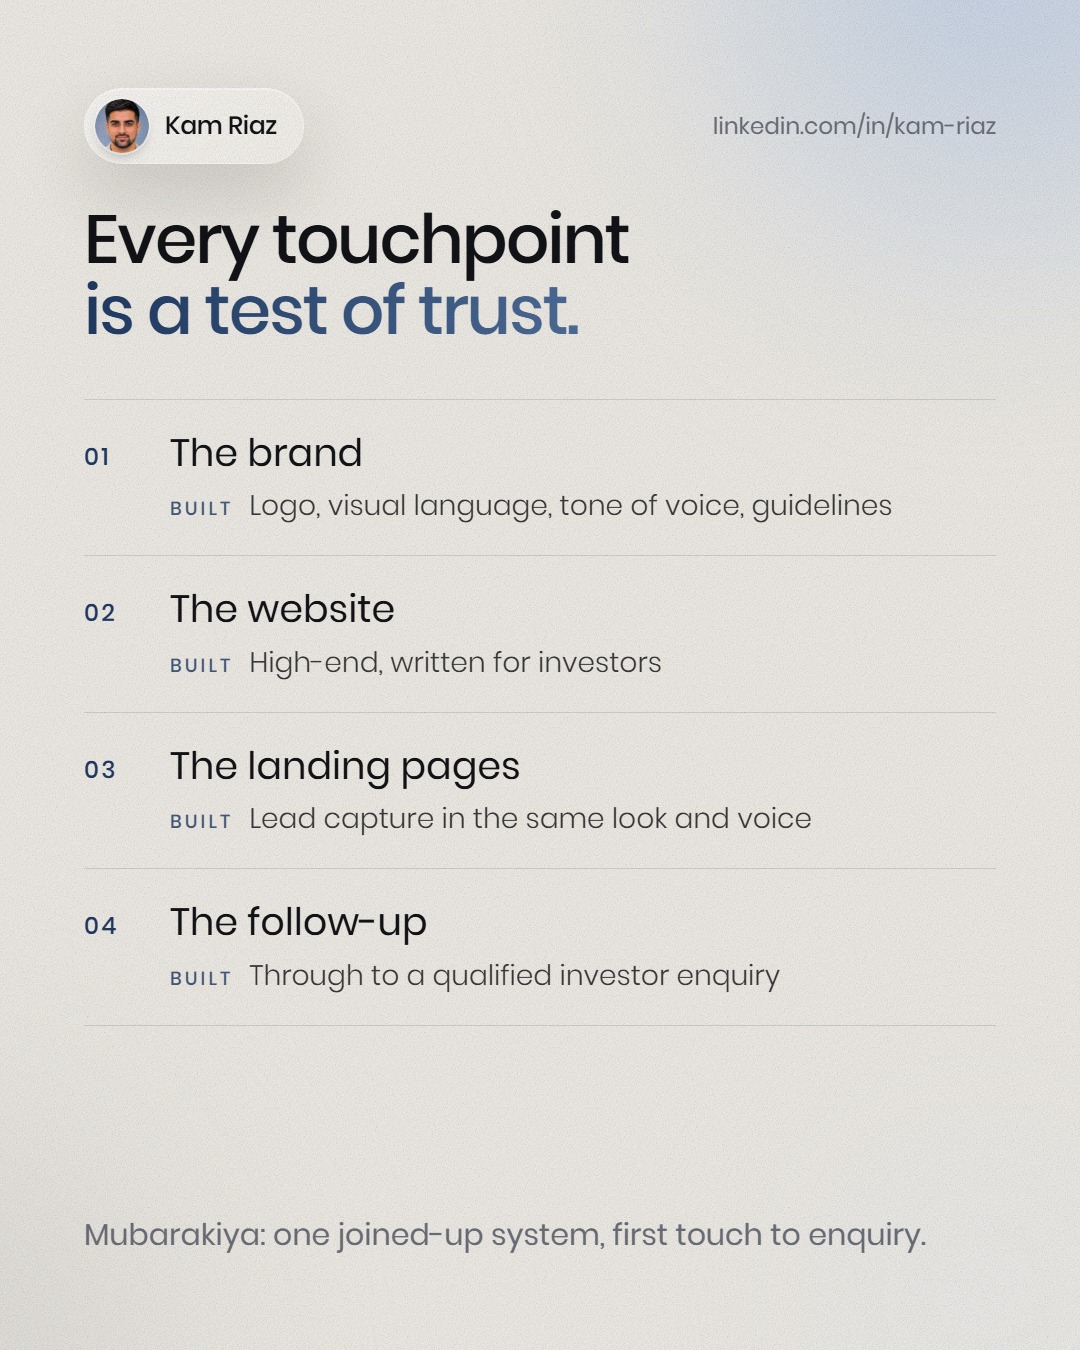 Kam Riaz
linkedin.com/in/kam-riaz
Every touchpoint
is a test of trust.
01 The brand
BUILT Logo, visual language, tone of voice, guidelines
02 The website
BUILT High-end, written for investors
03 The landing pages
BUILT Lead capture in the same look and voice
04 The follow-up
BUILT Through to a qualified investor enquiry
Mubarakiya: one joined-up system, first touch to enquiry.